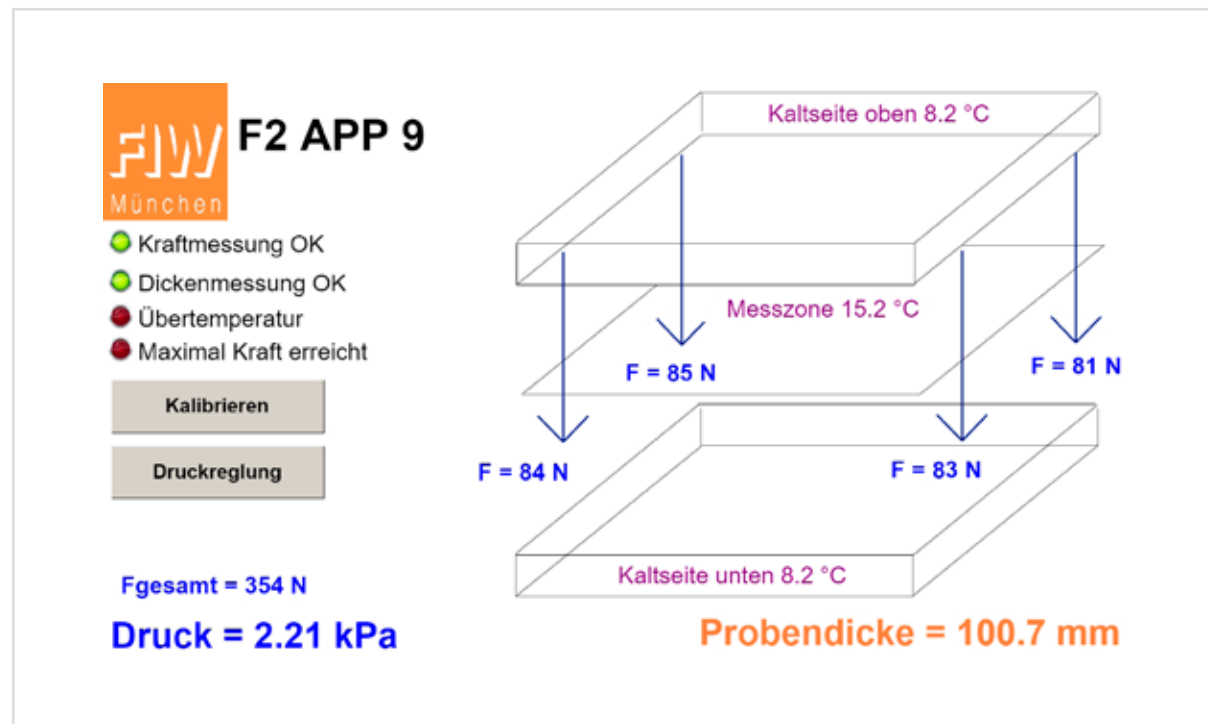 FIW
München
F2 APP 9
Kraftmessung OK
Dickenmessung OK
Übertemperatur
Maximal Kraft erreicht
Kalibrieren
Druckreglung
Fgesamt = 354 N
Druck = 2.21 kPa
Kaltseite oben 8.2 °C
Messzone 15.2 °C
F = 85 N
F = 81 N
F = 84 N
F = 83 N
Kaltseite unten 8.2 °C
Probendicke = 100.7 mm